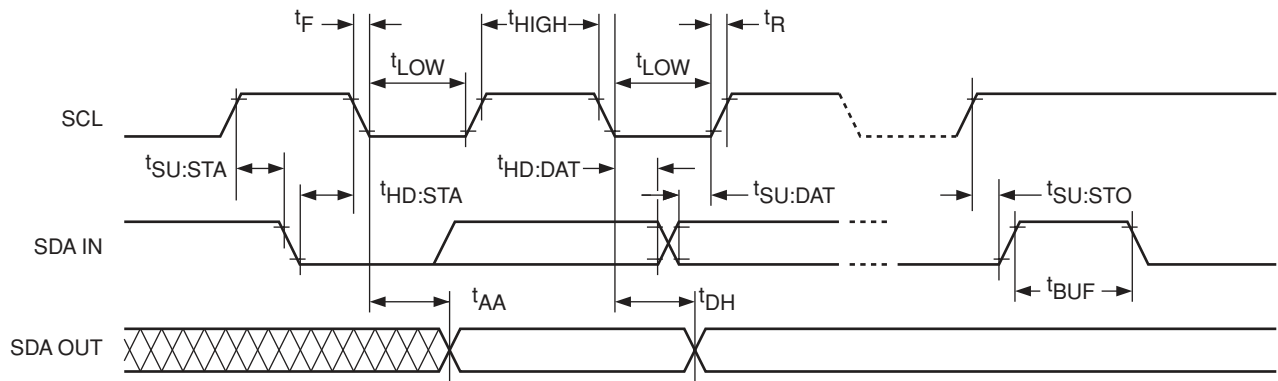 tF
tHIGH
tR
tLOW
tLOW
SCL
tSU:STA
tHD:STA
tHD:DAT
tSU:DAT
tSU:STO
SDA IN
tBUF
tAA
tDH
SDA OUT